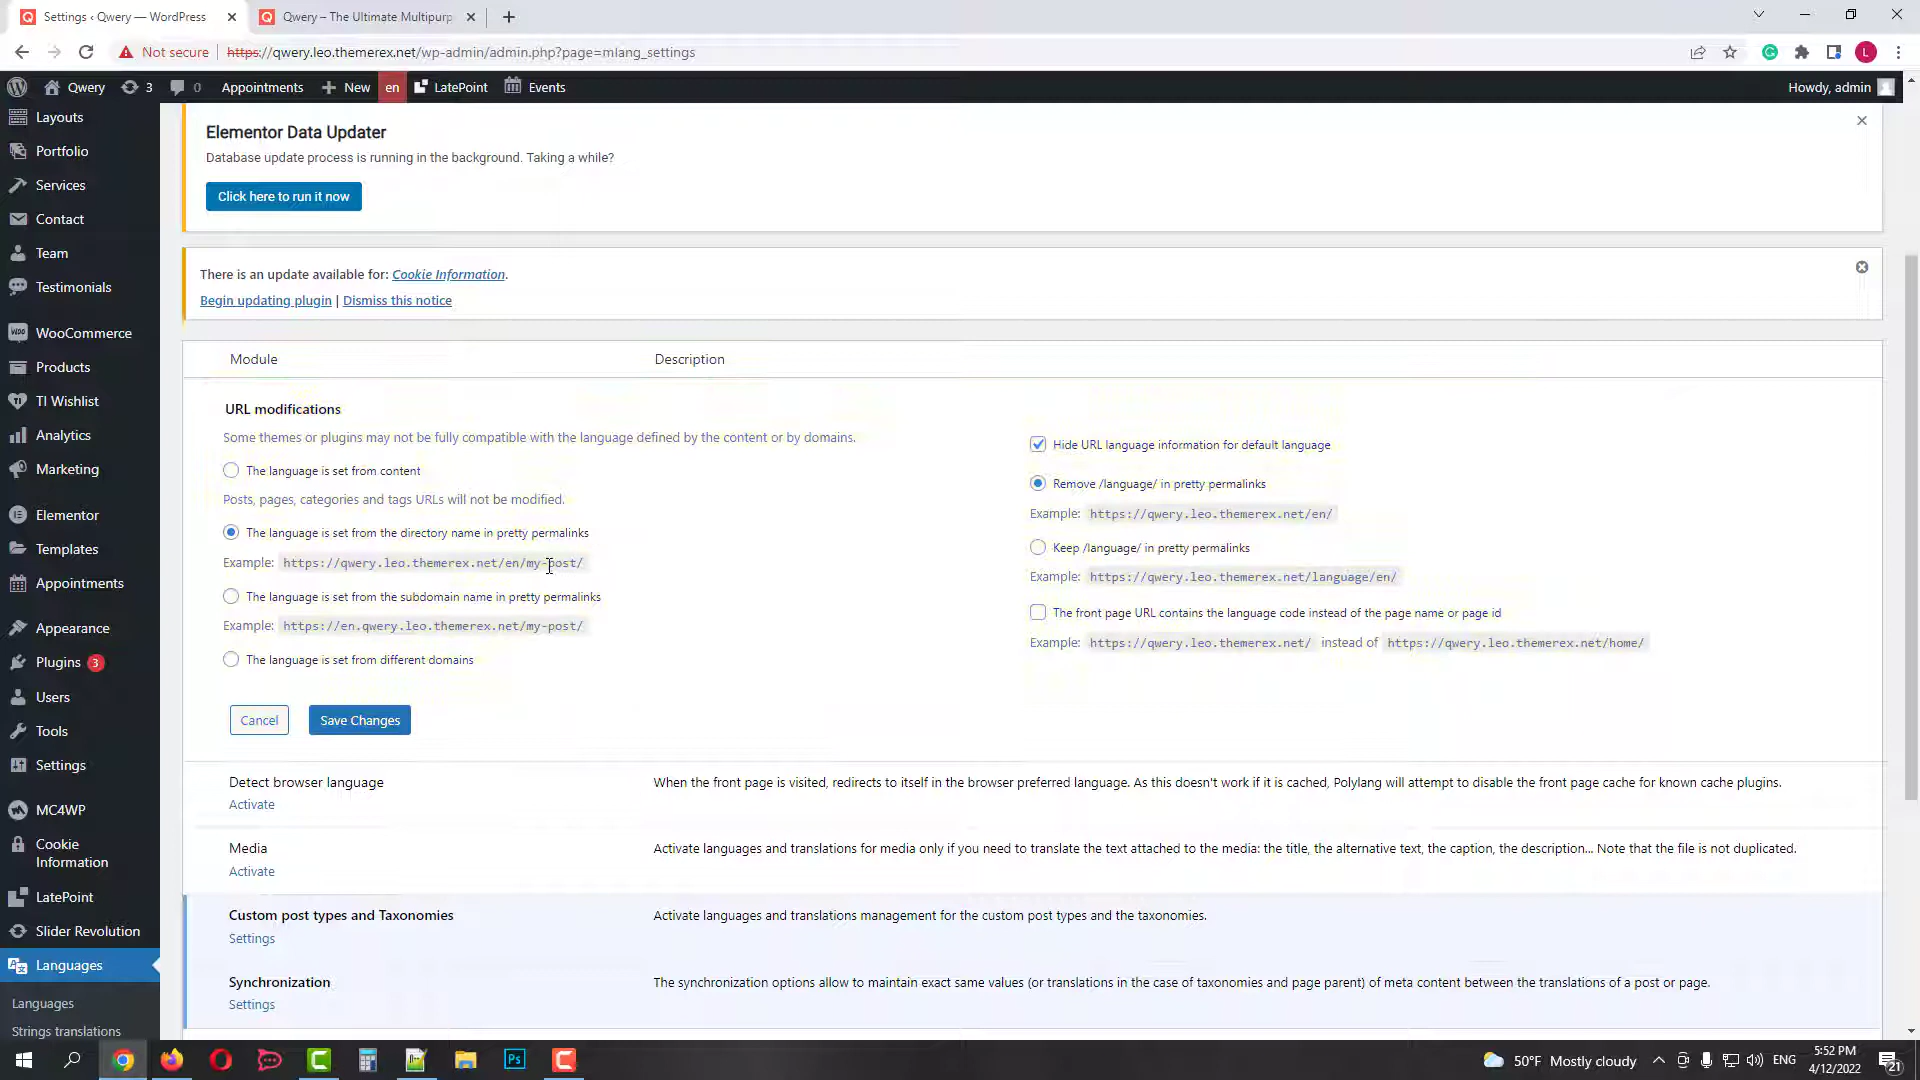 Settings ‹ Qwery — WordPress
Qwery – The Ultimate Multipurp
Not secure
https://qwery.leo.themerex.net/wp-admin/admin.php?page=mlang_settings
L
Qwery
3
0
Appointments
New
en
LatePoint
Events
Howdy, admin
Layouts
Portfolio
Services
Contact
Team
Testimonials
WooCommerce
Products
TI Wishlist
Analytics
Marketing
Elementor
Templates
Appointments
Appearance
Plugins 3
Users
Tools
Settings
MC4WP
Cookie
Information
LatePoint
Slider Revolution
Languages
Languages
Strings translations
Elementor Data Updater
Database update process is running in the background. Taking a while?
Click here to run it now
There is an update available for: Cookie Information.
Begin updating plugin | Dismiss this notice
Module
Description
URL modifications
Some themes or plugins may not be fully compatible with the language defined by the content or by domains.
The language is set from content
Posts, pages, categories and tags URLs will not be modified.
The language is set from the directory name in pretty permalinks
Example: https://qwery.leo.themerex.net/en/my-post/
The language is set from the subdomain name in pretty permalinks
Example: https://en.qwery.leo.themerex.net/my-post/
The language is set from different domains
Hide URL language information for default language
Remove /language/ in pretty permalinks
Example: https://qwery.leo.themerex.net/en/
Keep /language/ in pretty permalinks
Example: https://qwery.leo.themerex.net/language/en/
The front page URL contains the language code instead of the page name or page id
Example: https://qwery.leo.themerex.net/ instead of https://qwery.leo.themerex.net/home/
Cancel
Save Changes
Detect browser language
Activate
When the front page is visited, redirects to itself in the browser preferred language. As this doesn't work if it is cached, Polylang will attempt to disable the front page cache for known cache plugins.
Media
Activate
Activate languages and translations for media only if you need to translate the text attached to the media: the title, the alternative text, the caption, the description... Note that the file is not duplicated.
Custom post types and Taxonomies
Settings
Activate languages and translations management for the custom post types and the taxonomies.
Synchronization
Settings
The synchronization options allow to maintain exact same values (or translations in the case of taxonomies and page parent) of meta content between the translations of a post or page.
Ps
50°F Mostly cloudy
ENG
5:52 PM
4/12/2022
21